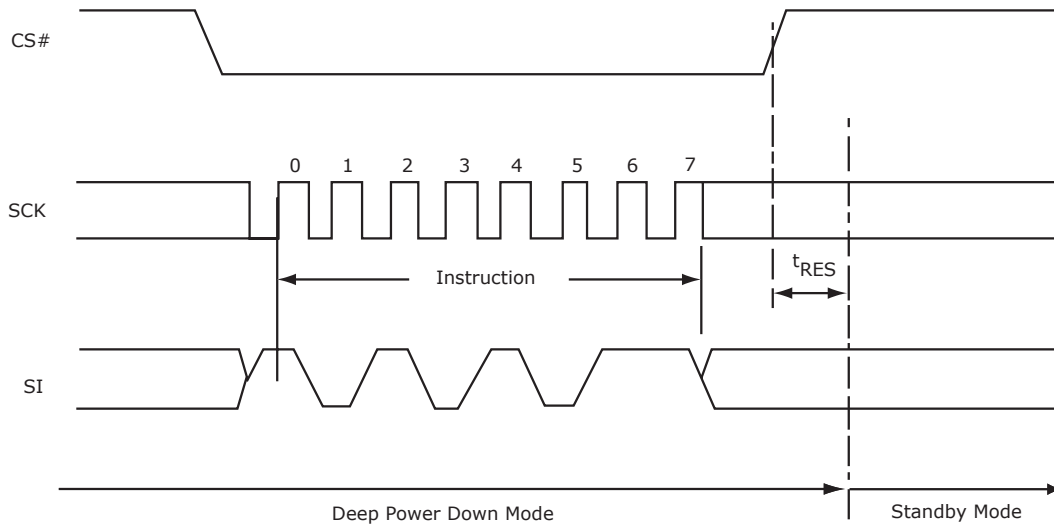 CS#
0 1 2 3 4 5 6 7
SCK
tRES
Instruction
SI
Deep Power Down Mode
Standby Mode